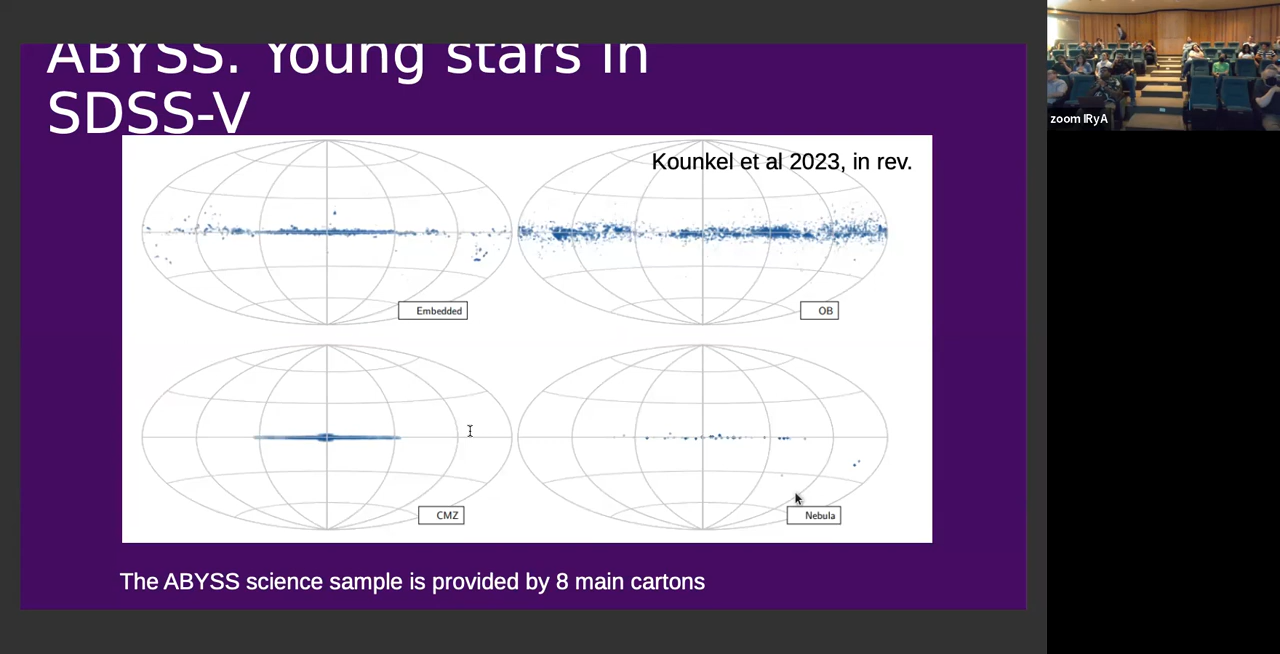 ABYSS. Young stars in
SDSS-V
Kounkel et al 2023, in rev.
Embedded
OB
CMZ
Nebula
The ABYSS science sample is provided by 8 main cartons
zoom IRyA